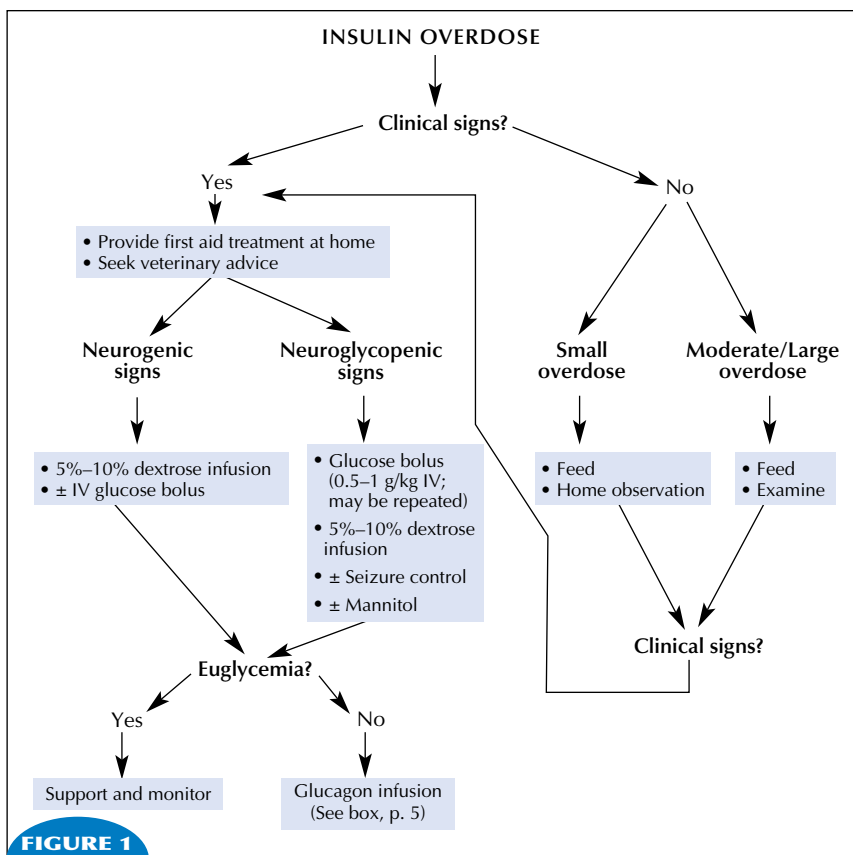 INSULIN OVERDOSE
Clinical signs?
Yes
No
• Provide first aid treatment at home
• Seek veterinary advice
Neurogenic
signs
Neuroglycopenic
signs
Small
overdose
Moderate/Large
overdose
• 5%–10% dextrose infusion
• ± IV glucose bolus
• Glucose bolus
(0.5–1 g/kg IV;
may be repeated)
• 5%–10% dextrose
infusion
• ± Seizure control
• ± Mannitol
• Feed
• Home observation
• Feed
• Examine
Clinical signs?
Euglycemia?
Yes
No
Support and monitor
Glucagon infusion
(See box, p. 5)
FIGURE 1